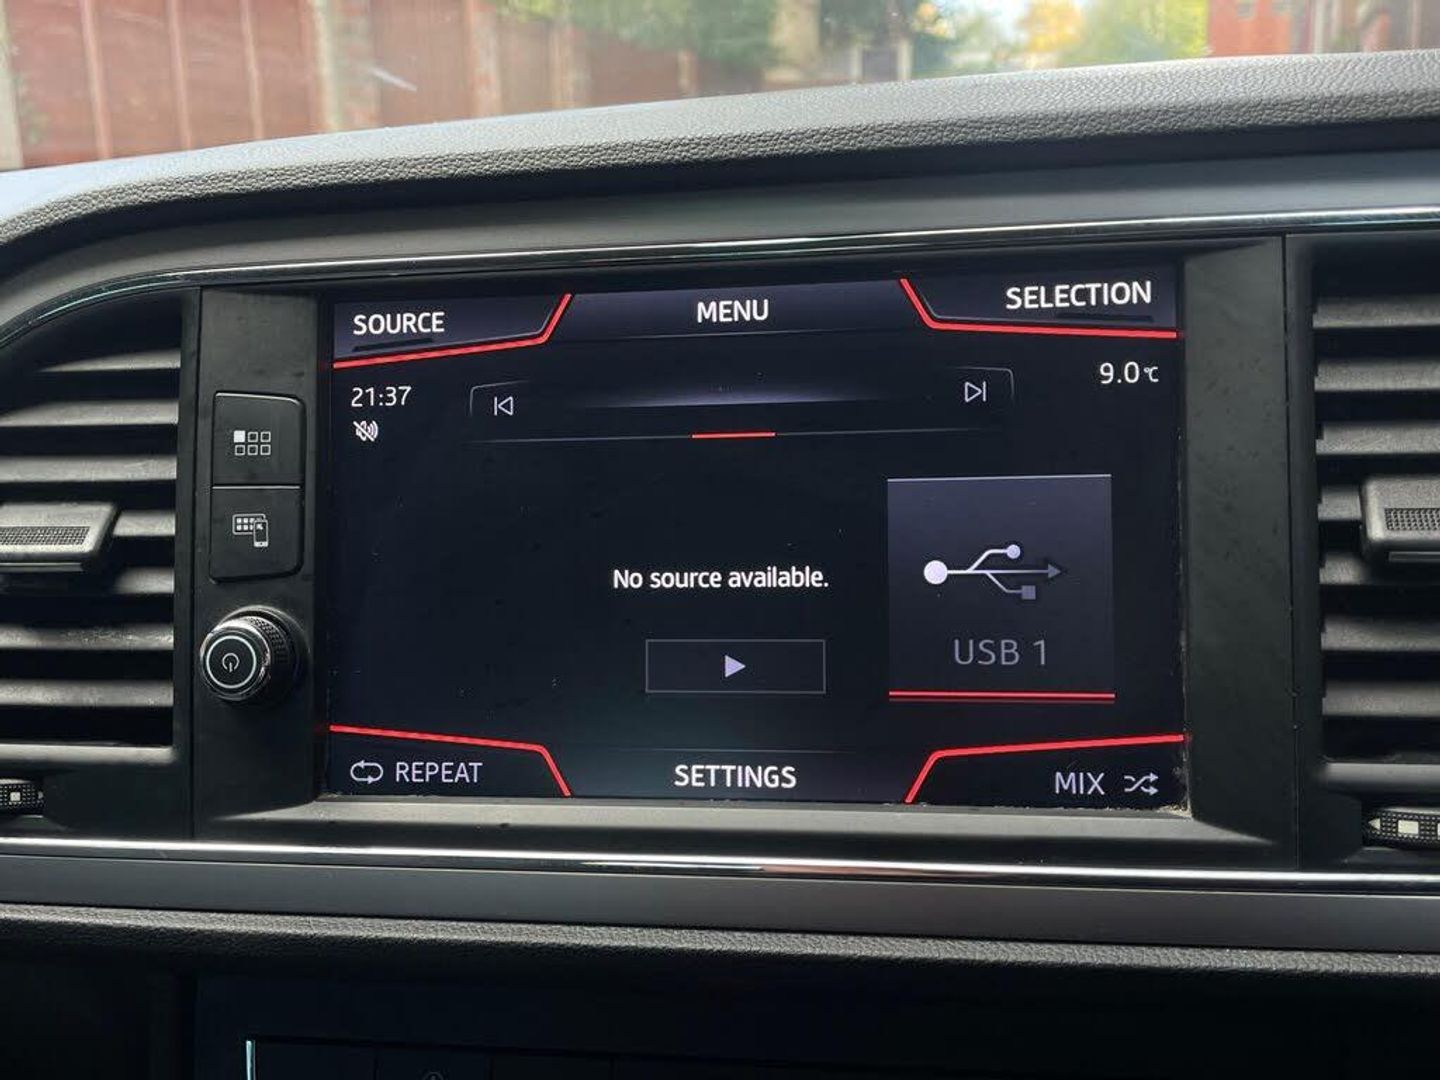 SOURCE
MENU
SELECTION
21:37
9.0°C
No source available.
USB 1
REPEAT
SETTINGS
MIX